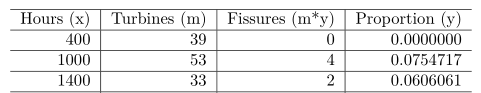 Hours (x) Turbines (m) Fissures (m*y) Proportion (y)
400 39 0 0.0000000
1000 53 4 0.0754717
1400 33 2 0.0606061